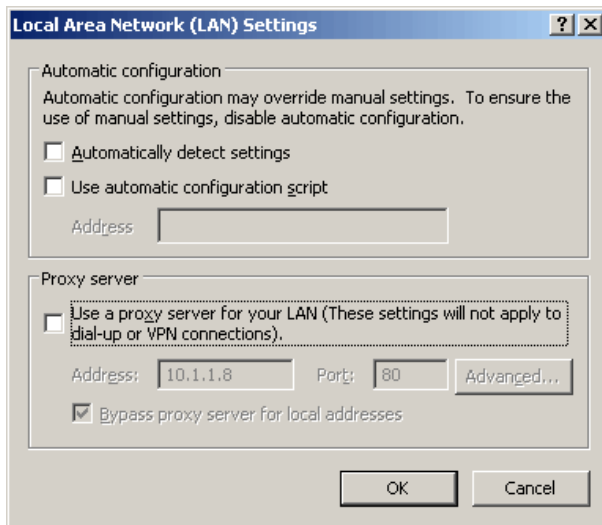 Local Area Network (LAN) Settings
Automatic configuration
Automatic configuration may override manual settings. To ensure the
use of manual settings, disable automatic configuration.
Automatically detect settings
Use automatic configuration script
Address
Proxy server
Use a proxy server for your LAN (These settings will not apply to
dial-up or VPN connections).
Address: 10.1.1.8 Port: 80 Advanced...
Bypass proxy server for local addresses
OK Cancel